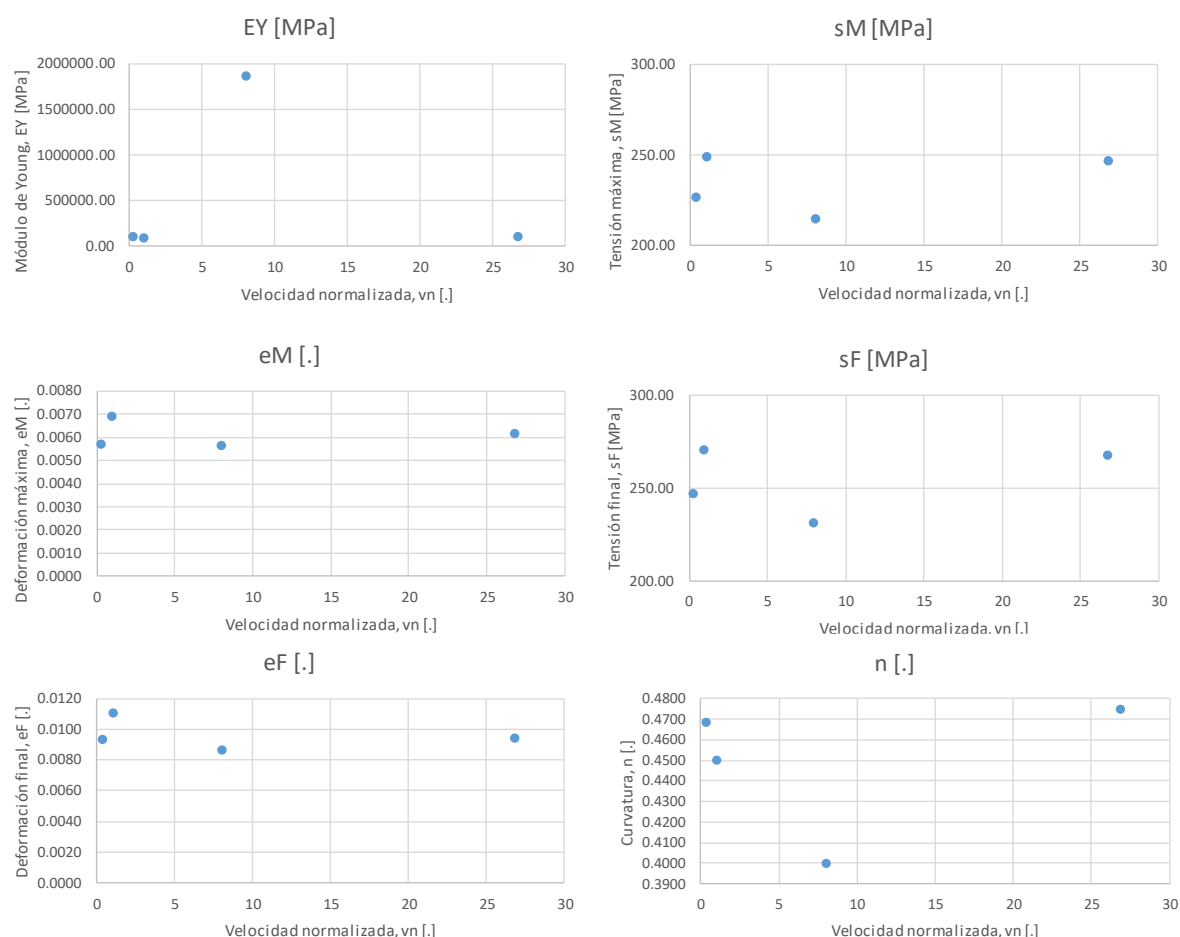 EY [MPa]
Módulo de Young, EY [MPa]
2000000.00
1500000.00
1000000.00
500000.00
0.00
0 5 10 15 20 25 30
Velocidad normalizada, vn [.]
sM [MPa]
Tensión máxima, sM [MPa]
300.00
250.00
200.00
0 5 10 15 20 25 30
Velocidad normalizada, vn [.]
eM [.]
Deformación máxima, eM [.]
0.0080
0.0070
0.0060
0.0050
0.0040
0.0030
0.0020
0.0010
0.0000
0 5 10 15 20 25 30
Velocidad normalizada, vn [.]
sF [MPa]
Tensión final, sF [MPa]
300.00
250.00
200.00
0 5 10 15 20 25 30
Velocidad normalizada, vn [.]
eF [.]
Deformación final, eF [.]
0.0120
0.0100
0.0080
0.0060
0.0040
0.0020
0.0000
0 5 10 15 20 25 30
Velocidad normalizada, vn [.]
n [.]
Curvatura, n [.]
0.4800
0.4700
0.4600
0.4500
0.4400
0.4300
0.4200
0.4100
0.4000
0.3900
0 5 10 15 20 25 30
Velocidad normalizada, vn [.]